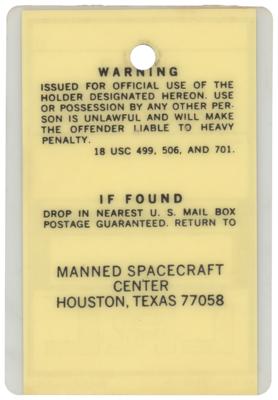 WARNING
ISSUED FOR OFFICIAL USE OF THE
HOLDER DESIGNATED HEREON. USE
OR POSSESSION BY ANY OTHER PER-
SON IS UNLAWFUL AND WILL MAKE
THE OFFENDER LIABLE TO HEAVY
PENALTY.
18 USC 499, 506, AND 701.
IF FOUND
DROP IN NEAREST U. S. MAIL BOX
POSTAGE GUARANTEED. RETURN TO
MANNED SPACECRAFT
CENTER
HOUSTON, TEXAS 77058